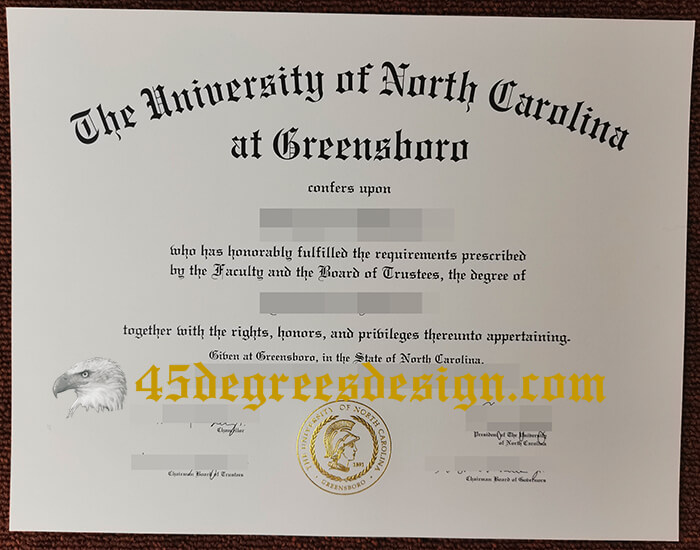 The University of North Carolina
at Greensboro
confers upon
who has honorably fulfilled the requirements prescribed
by the Faculty and the Board of Trustees, the degree of
together with the rights, honors, and privileges thereunto appertaining.
Given at Greensboro, in the State of North Carolina.
45degreesdesign.com
Chancellor
President of The University
of North Carolina
THE UNIVERSITY OF NORTH CAROLINA
1891
GREENSBORO
Chairman Board of Trustees
Chairman Board of Governors